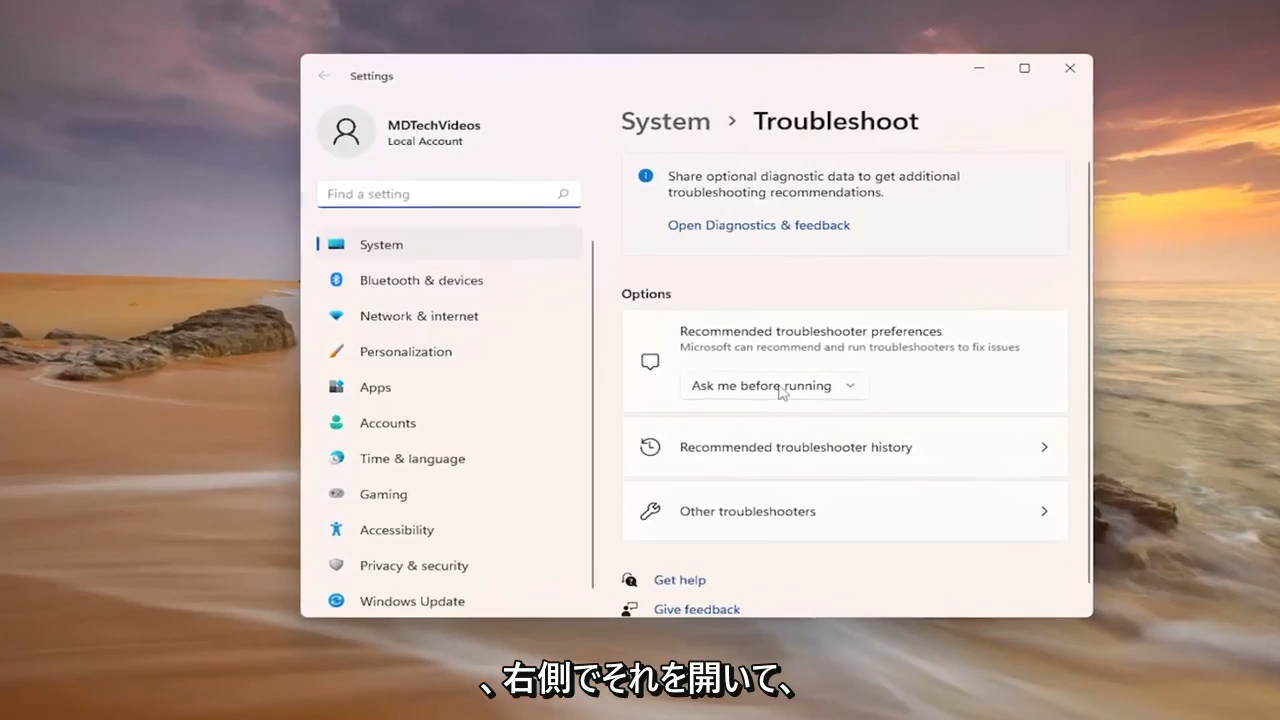 Settings
MDTechVideos
Local Account
Find a setting
System
Bluetooth & devices
Network & internet
Personalization
Apps
Accounts
Time & language
Gaming
Accessibility
Privacy & security
Windows Update
System > Troubleshoot
Share optional diagnostic data to get additional
troubleshooting recommendations.
Open Diagnostics & feedback
Options
Recommended troubleshooter preferences
Microsoft can recommend and run troubleshooters to fix issues
Ask me before running
Recommended troubleshooter history
Other troubleshooters
Get help
Give feedback
、右側でそれを開いて、